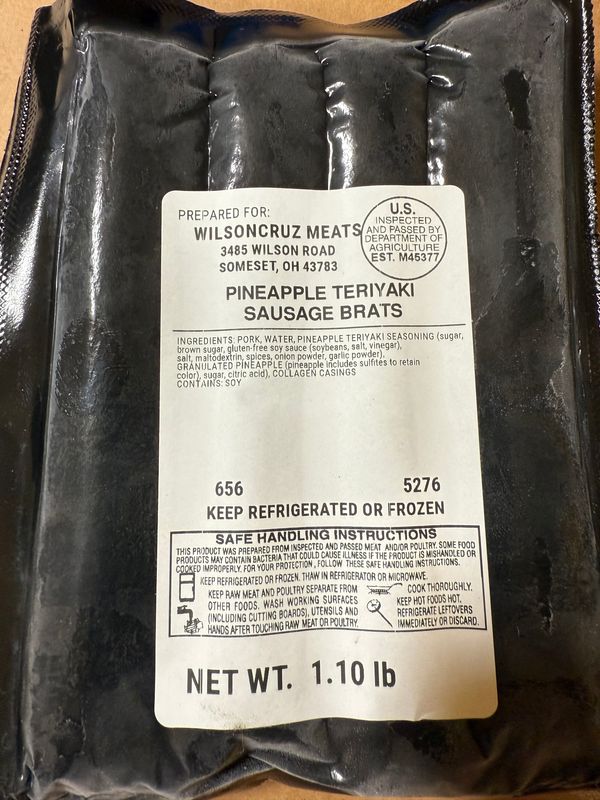 PREPARED FOR:
WILSONCRUZ MEATS
3485 WILSON ROAD
SOMESET, OH 43783
U.S.
INSPECTED
AND PASSED BY
DEPARTMENT OF
AGRICULTURE
EST. M45377
PINEAPPLE TERIYAKI
SAUSAGE BRATS
INGREDIENTS: PORK, WATER, PINEAPPLE TERIYAKI SEASONING (sugar,
brown sugar, gluten-free soy sauce (soybeans, salt, vinegar),
salt, maltodextrin, spices, onion powder, garlic powder),
GRANULATED PINEAPPLE (pineapple includes sulfites to retain
color), sugar, citric acid), COLLAGEN CASINGS
CONTAINS: SOY
656 5276
KEEP REFRIGERATED OR FROZEN
SAFE HANDLING INSTRUCTIONS
THIS PRODUCT WAS PREPARED FROM INSPECTED AND PASSED MEAT AND/OR POULTRY. SOME FOOD
PRODUCTS MAY CONTAIN BACTERIA THAT COULD CAUSE ILLNESS IF THE PRODUCT IS MISHANDLED OR
COOKED IMPROPERLY. FOR YOUR PROTECTION, FOLLOW THESE SAFE HANDLING INSTRUCTIONS.
KEEP REFRIGERATED OR FROZEN. THAW IN REFRIGERATOR OR MICROWAVE.
KEEP RAW MEAT AND POULTRY SEPARATE FROM
OTHER FOODS. WASH WORKING SURFACES
(INCLUDING CUTTING BOARDS), UTENSILS AND
HANDS AFTER TOUCHING RAW MEAT OR POULTRY.
COOK THOROUGHLY.
KEEP HOT FOODS HOT.
REFRIGERATE LEFTOVERS
IMMEDIATELY OR DISCARD.
NET WT. 1.10 lb